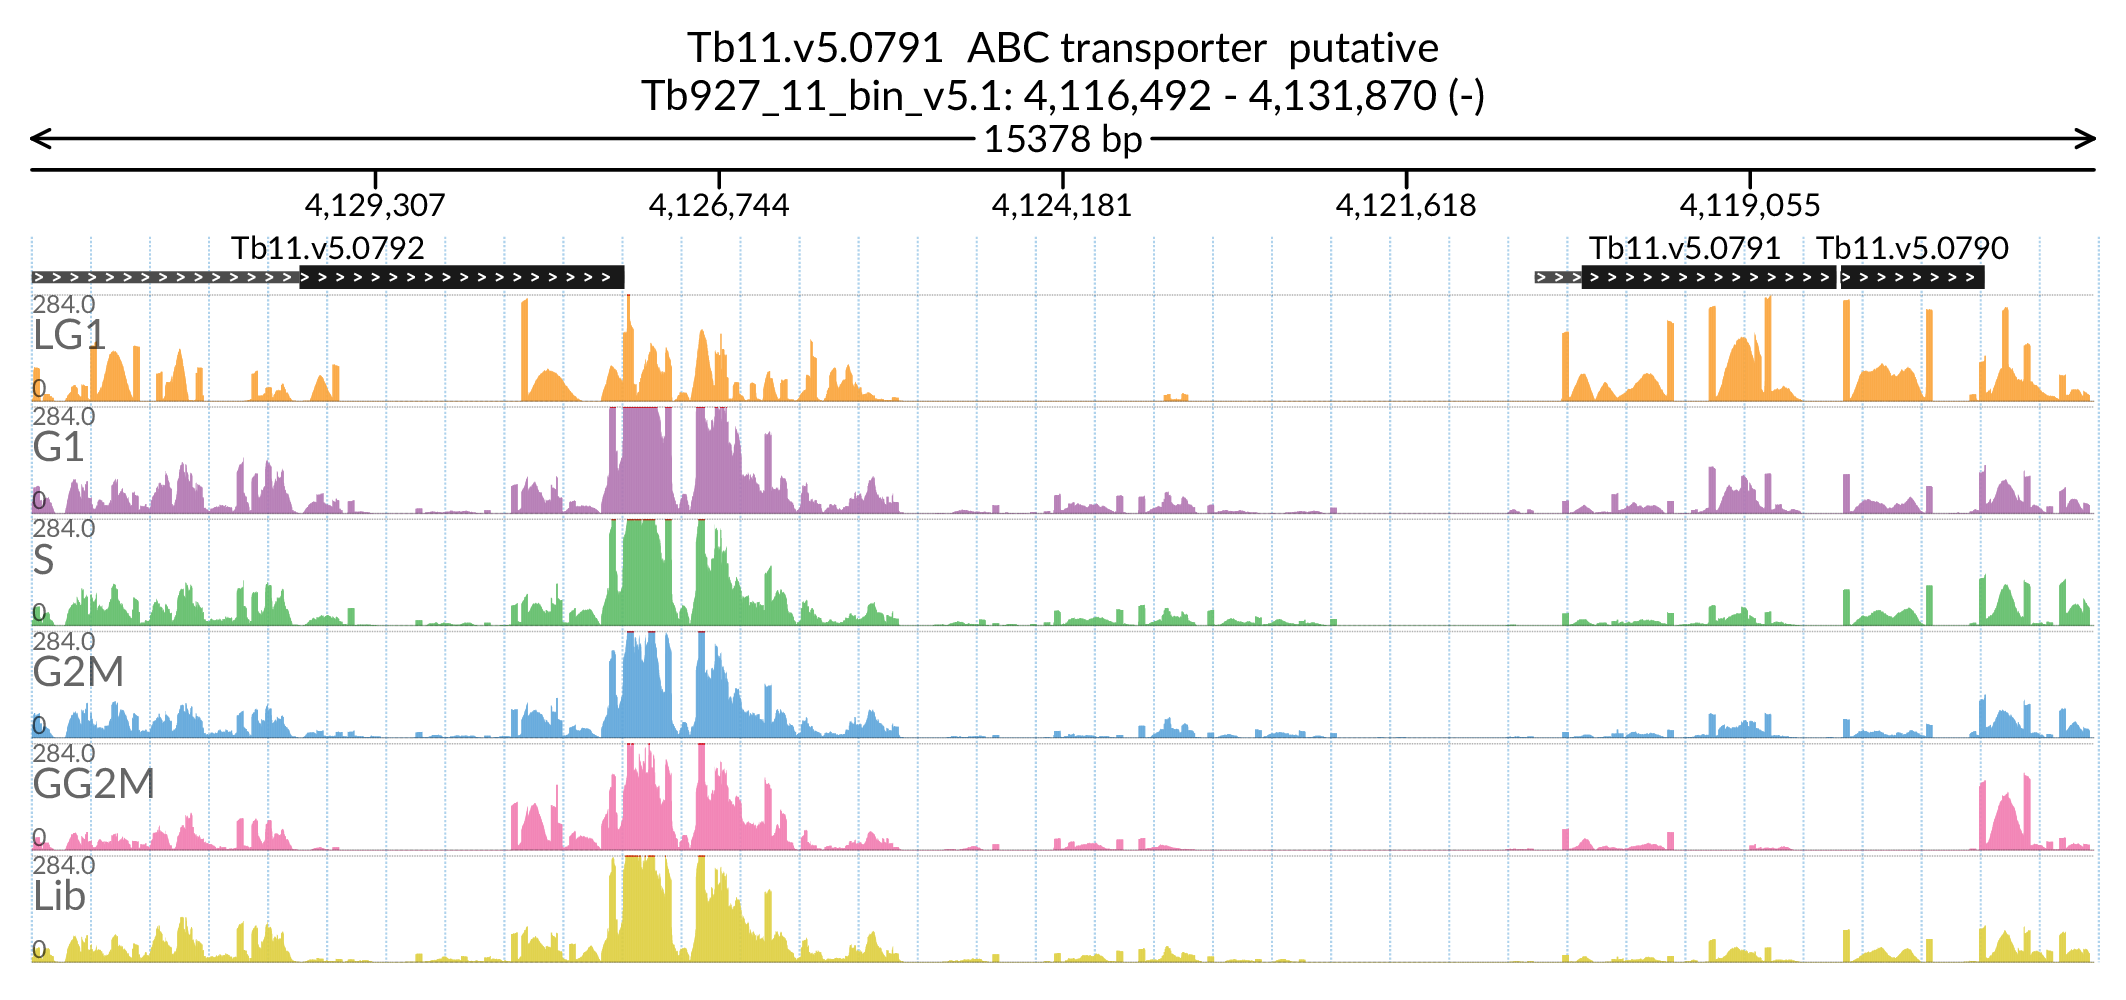 Tb11.v5.0791 ABC transporter putative
Tb927_11_bin_v5.1: 4,116,492 - 4,131,870 (-)
15378 bp
4,129,307 4,126,744 4,124,181 4,121,618 4,119,055
Tb11.v5.0792 Tb11.v5.0791 Tb11.v5.0790
284.0
LG1
0
284.0
G1
0
284.0
S
0
284.0
G2M
0
284.0
GG2M
0
284.0
Lib
0